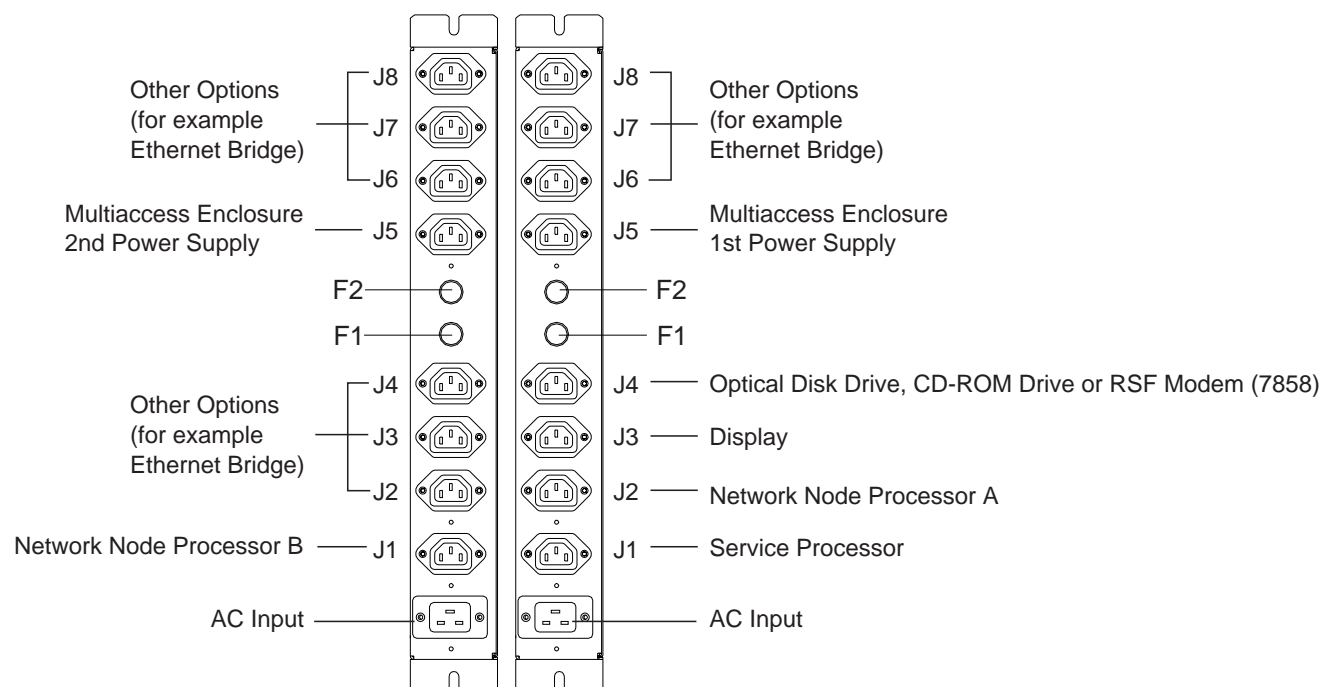 J8
Other Options
(for example
Ethernet Bridge)
J7
J6
Multiaccess Enclosure
2nd Power Supply
J5
F2
F1
J4
Other Options
(for example
Ethernet Bridge)
J3
J2
Network Node Processor B
J1
AC Input
J8
Other Options
(for example
Ethernet Bridge)
J7
J6
J5
Multiaccess Enclosure
1st Power Supply
F2
F1
J4
Optical Disk Drive, CD-ROM Drive or RSF Modem (7858)
J3
Display
J2
Network Node Processor A
J1
Service Processor
AC Input